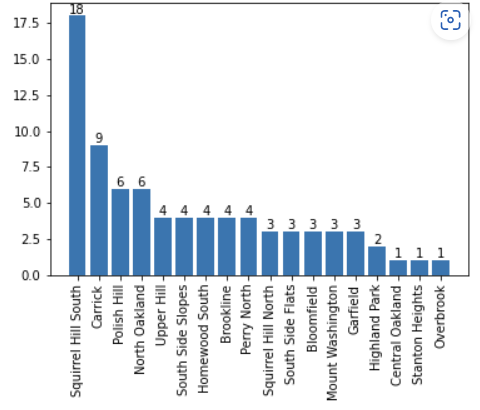 18
17.5
15.0
12.5
10.0
9
7.5
6 6
5.0
4 4 4 4 4
3 3 3 3 3
2.5
2
1 1 1
0.0
Squirrel Hill South
Carrick
Polish Hill
North Oakland
Upper Hill
South Side Slopes
Homewood South
Brookline
Perry North
Squirrel Hill North
South Side Flats
Bloomfield
Mount Washington
Garfield
Highland Park
Central Oakland
Stanton Heights
Overbrook